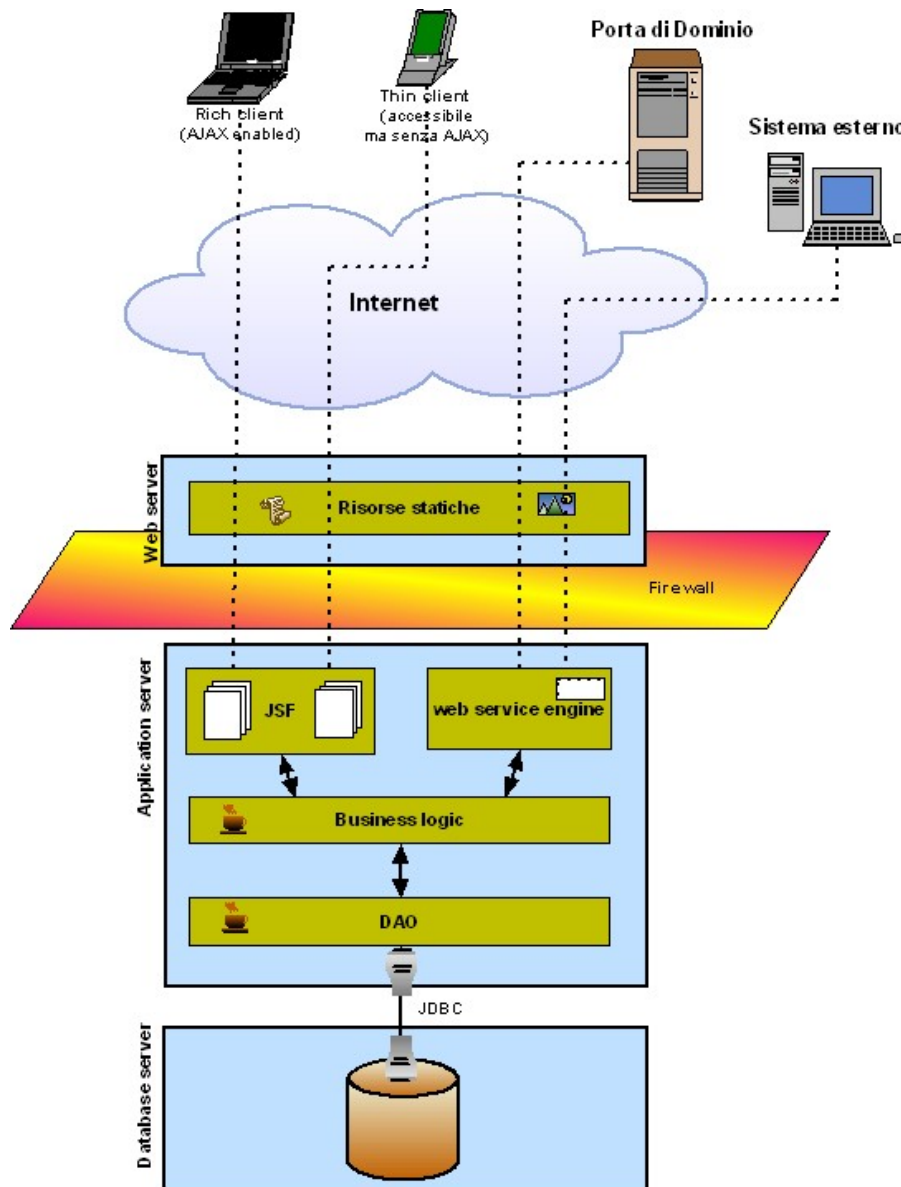 Porta di Dominio
Rich client
(AJAX enabled)
Thin client
(accessibile
ma senza AJAX)
Sistema esterno
Internet
Web server
Risorse statiche
Firewall
Application server
JSF
web service engine
Business logic
DAO
JDBC
Database server